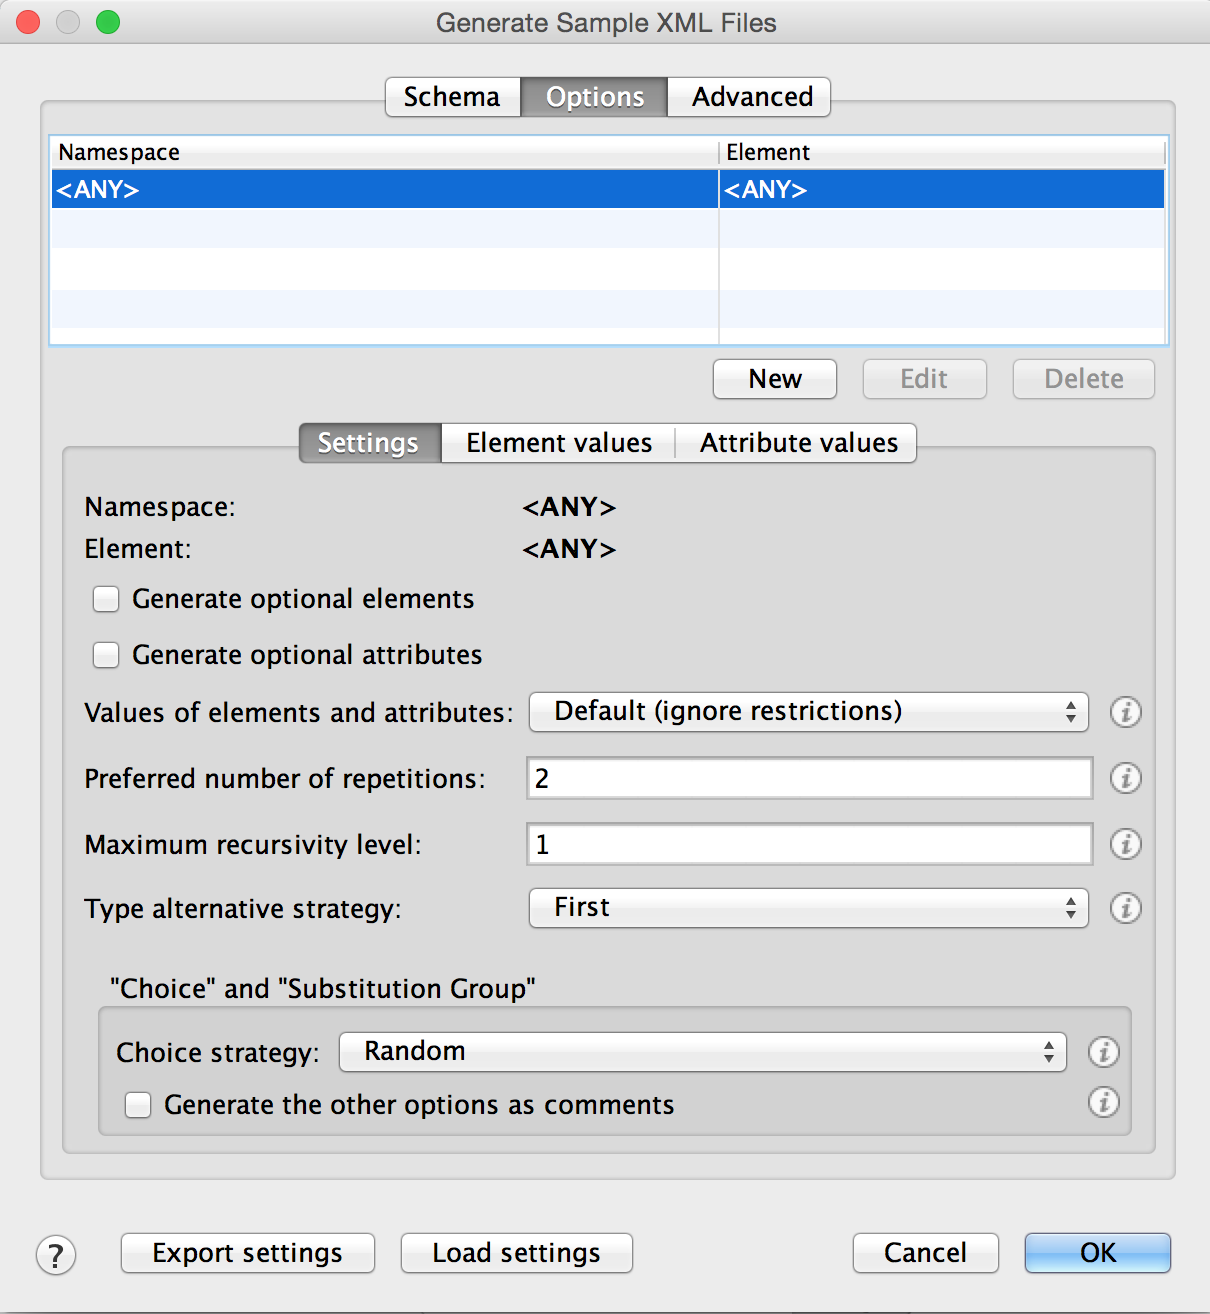 Generate Sample XML Files
Schema Options Advanced
Namespace Element
<ANY> <ANY>
New Edit Delete
Settings Element values Attribute values
Namespace: <ANY>
Element: <ANY>
Generate optional elements
Generate optional attributes
Values of elements and attributes: Default (ignore restrictions) i
Preferred number of repetitions: 2 i
Maximum recursivity level: 1 i
Type alternative strategy: First i
"Choice" and "Substitution Group"
Choice strategy: Random i
Generate the other options as comments i
? Export settings Load settings Cancel OK